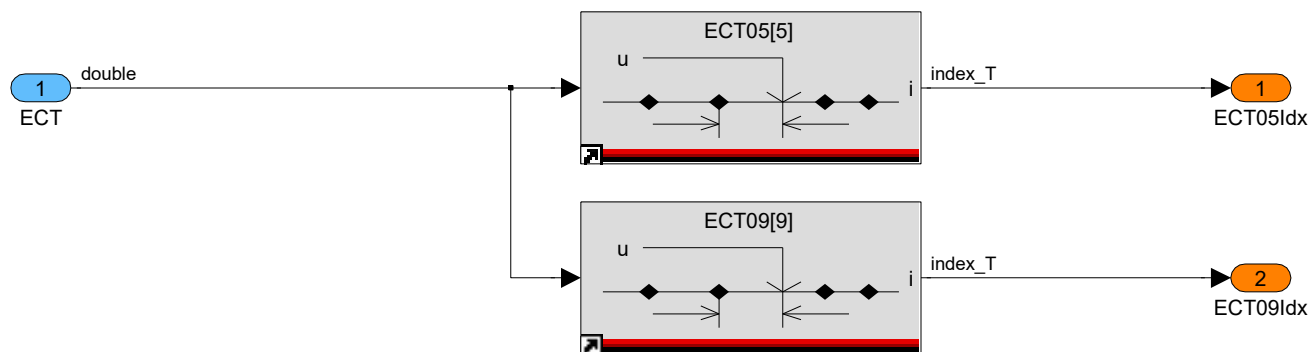 ECT05[5]
u
1
double
i
index_T
1
ECT
ECT05Idx
ECT09[9]
u
i
index_T
2
ECT09Idx